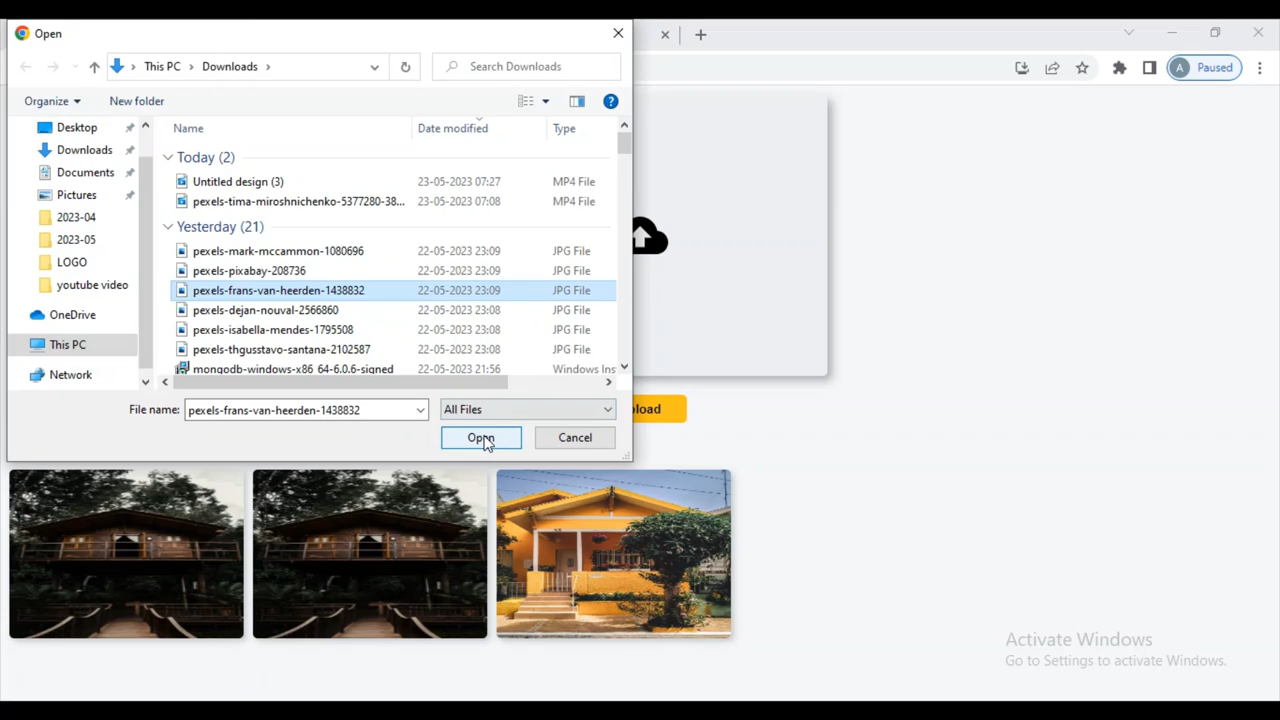 Open
This PC
Downloads
Search Downloads
Paused
A
Organize
New folder
?
Desktop
Downloads
Documents
Pictures
2023-04
2023-05
LOGO
youtube video
OneDrive
This PC
Network
Name Date modified Type
Today (2)
Untitled design (3) 23-05-2023 07:27 MP4 File
pexels-tima-miroshnichenko-5377280-38... 23-05-2023 07:08 MP4 File
Yesterday (21)
pexels-mark-mccammon-1080696 22-05-2023 23:09 JPG File
pexels-pixabay-208736 22-05-2023 23:09 JPG File
pexels-frans-van-heerden-1438832 22-05-2023 23:09 JPG File
pexels-dejan-nouval-2566860 22-05-2023 23:08 JPG File
pexels-isabella-mendes-1795508 22-05-2023 23:08 JPG File
pexels-thgusstavo-santana-2102587 22-05-2023 23:08 JPG File
mongodb-windows-x86_64-6.0.6-signed 22-05-2023 21:56 Windows Ins
File name: pexels-frans-van-heerden-1438832 All Files
Open Cancel
load
Activate Windows
Go to Settings to activate Windows.